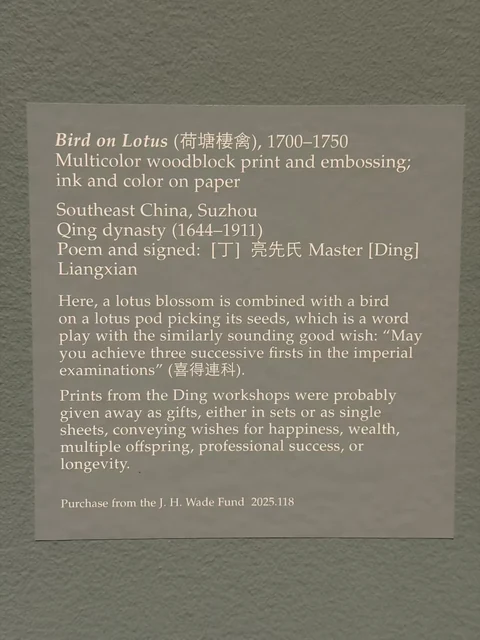 Bird on Lotus (荷塘棲禽), 1700–1750
Multicolor woodblock print and embossing;
ink and color on paper
Southeast China, Suzhou
Qing dynasty (1644–1911)
Poem and signed: [丁] 亮先氏 Master [Ding]
Liangxian
Here, a lotus blossom is combined with a bird
on a lotus pod picking its seeds, which is a word
play with the similarly sounding good wish: “May
you achieve three successive firsts in the imperial
examinations” (喜得連科).
Prints from the Ding workshops were probably
given away as gifts, either in sets or as single
sheets, conveying wishes for happiness, wealth,
multiple offspring, professional success, or
longevity.
Purchase from the J. H. Wade Fund 2025.118